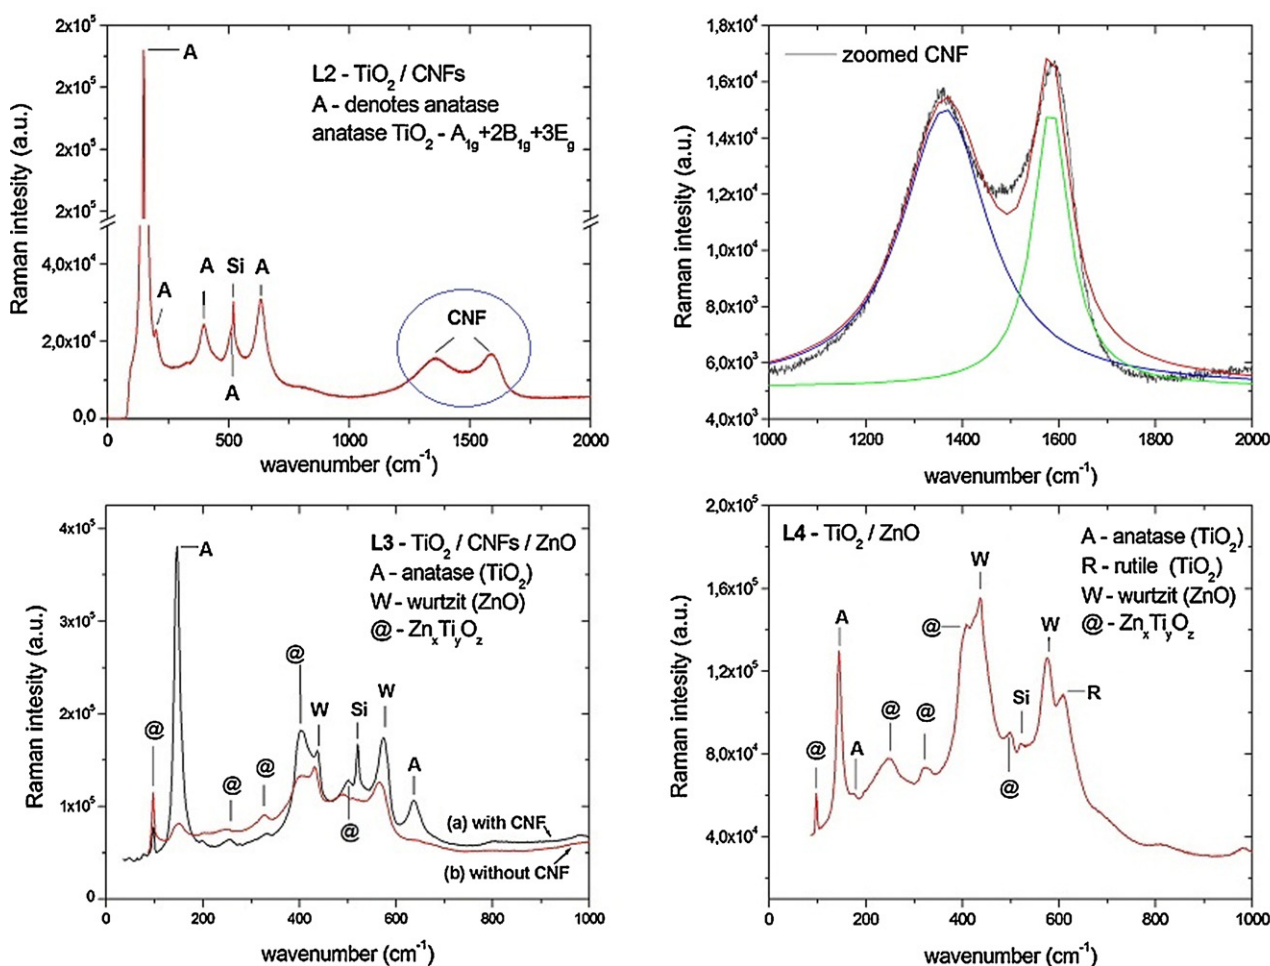 2x10⁵
2x10⁵
2x10⁵
2x10⁵
4,0x10⁴
2,0x10⁴
0,0
Raman intesity (a.u.)
A
L2 - TiO₂ / CNFs
A - denotes anatase
anatase TiO₂ - A₁g+2B₁g+3Eg
A
A
Si
A
CNF
A
0
500
1000
1500
2000
wavenumber (cm⁻¹)
1,8x10⁴
1,6x10⁴
1,4x10⁴
1,2x10⁴
1,0x10⁴
8,0x10³
6,0x10³
4,0x10³
Raman intesity (a.u.)
zoomed CNF
1000
1200
1400
1600
1800
2000
wavenumber (cm⁻¹)
4x10⁵
3x10⁵
2x10⁵
1x10⁵
0
Raman intesity (a.u.)
A
L3 - TiO₂ / CNFs / ZnO
A - anatase (TiO₂)
W - wurtzit (ZnO)
@ - ZnₓTiᵧO_z
@
@
@
@
W
Si
W
A
@
(a) with CNF
(b) without CNF
0
200
400
600
800
1000
wavenumber (cm⁻¹)
2,0x10⁵
1,6x10⁵
1,2x10⁵
8,0x10⁴
4,0x10⁴
Raman intesity (a.u.)
L4 - TiO₂ / ZnO
A - anatase (TiO₂)
R - rutile (TiO₂)
W - wurtzit (ZnO)
@ - ZnₓTiᵧO_z
W
A
@
W
Si
R
@
@
@
A
@
0
200
400
600
800
1000
wavenumber (cm⁻¹)